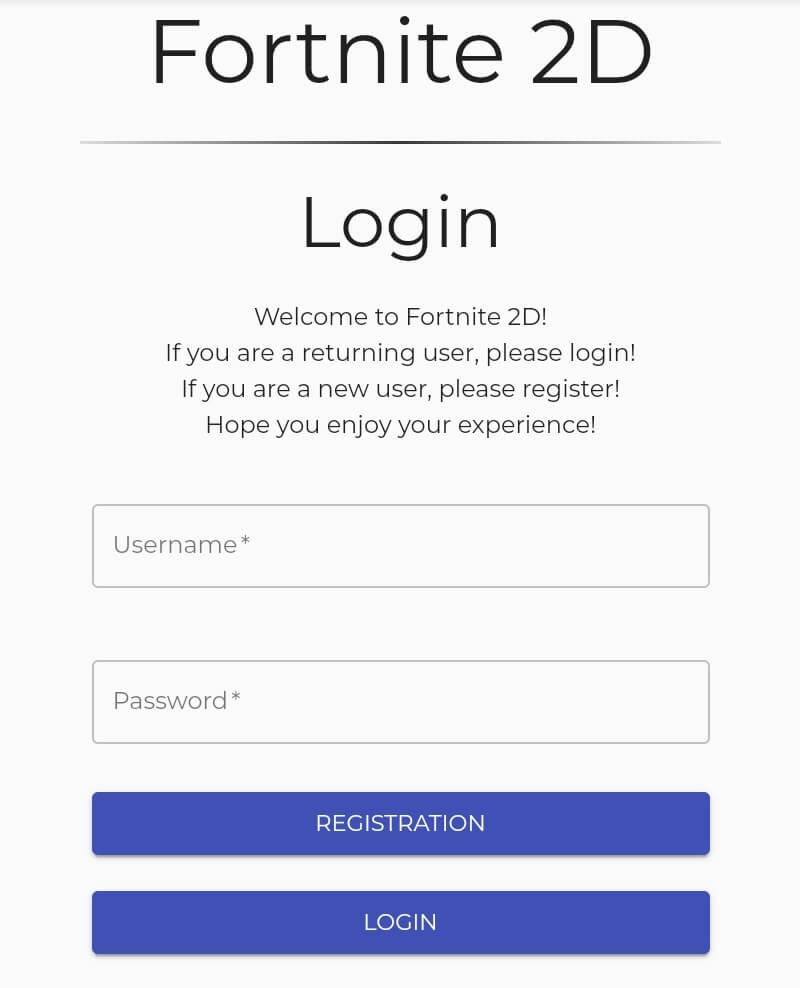 Fortnite 2D
Login
Welcome to Fortnite 2D!
If you are a returning user, please login!
If you are a new user, please register!
Hope you enjoy your experience!
Username *
Password *
REGISTRATION
LOGIN